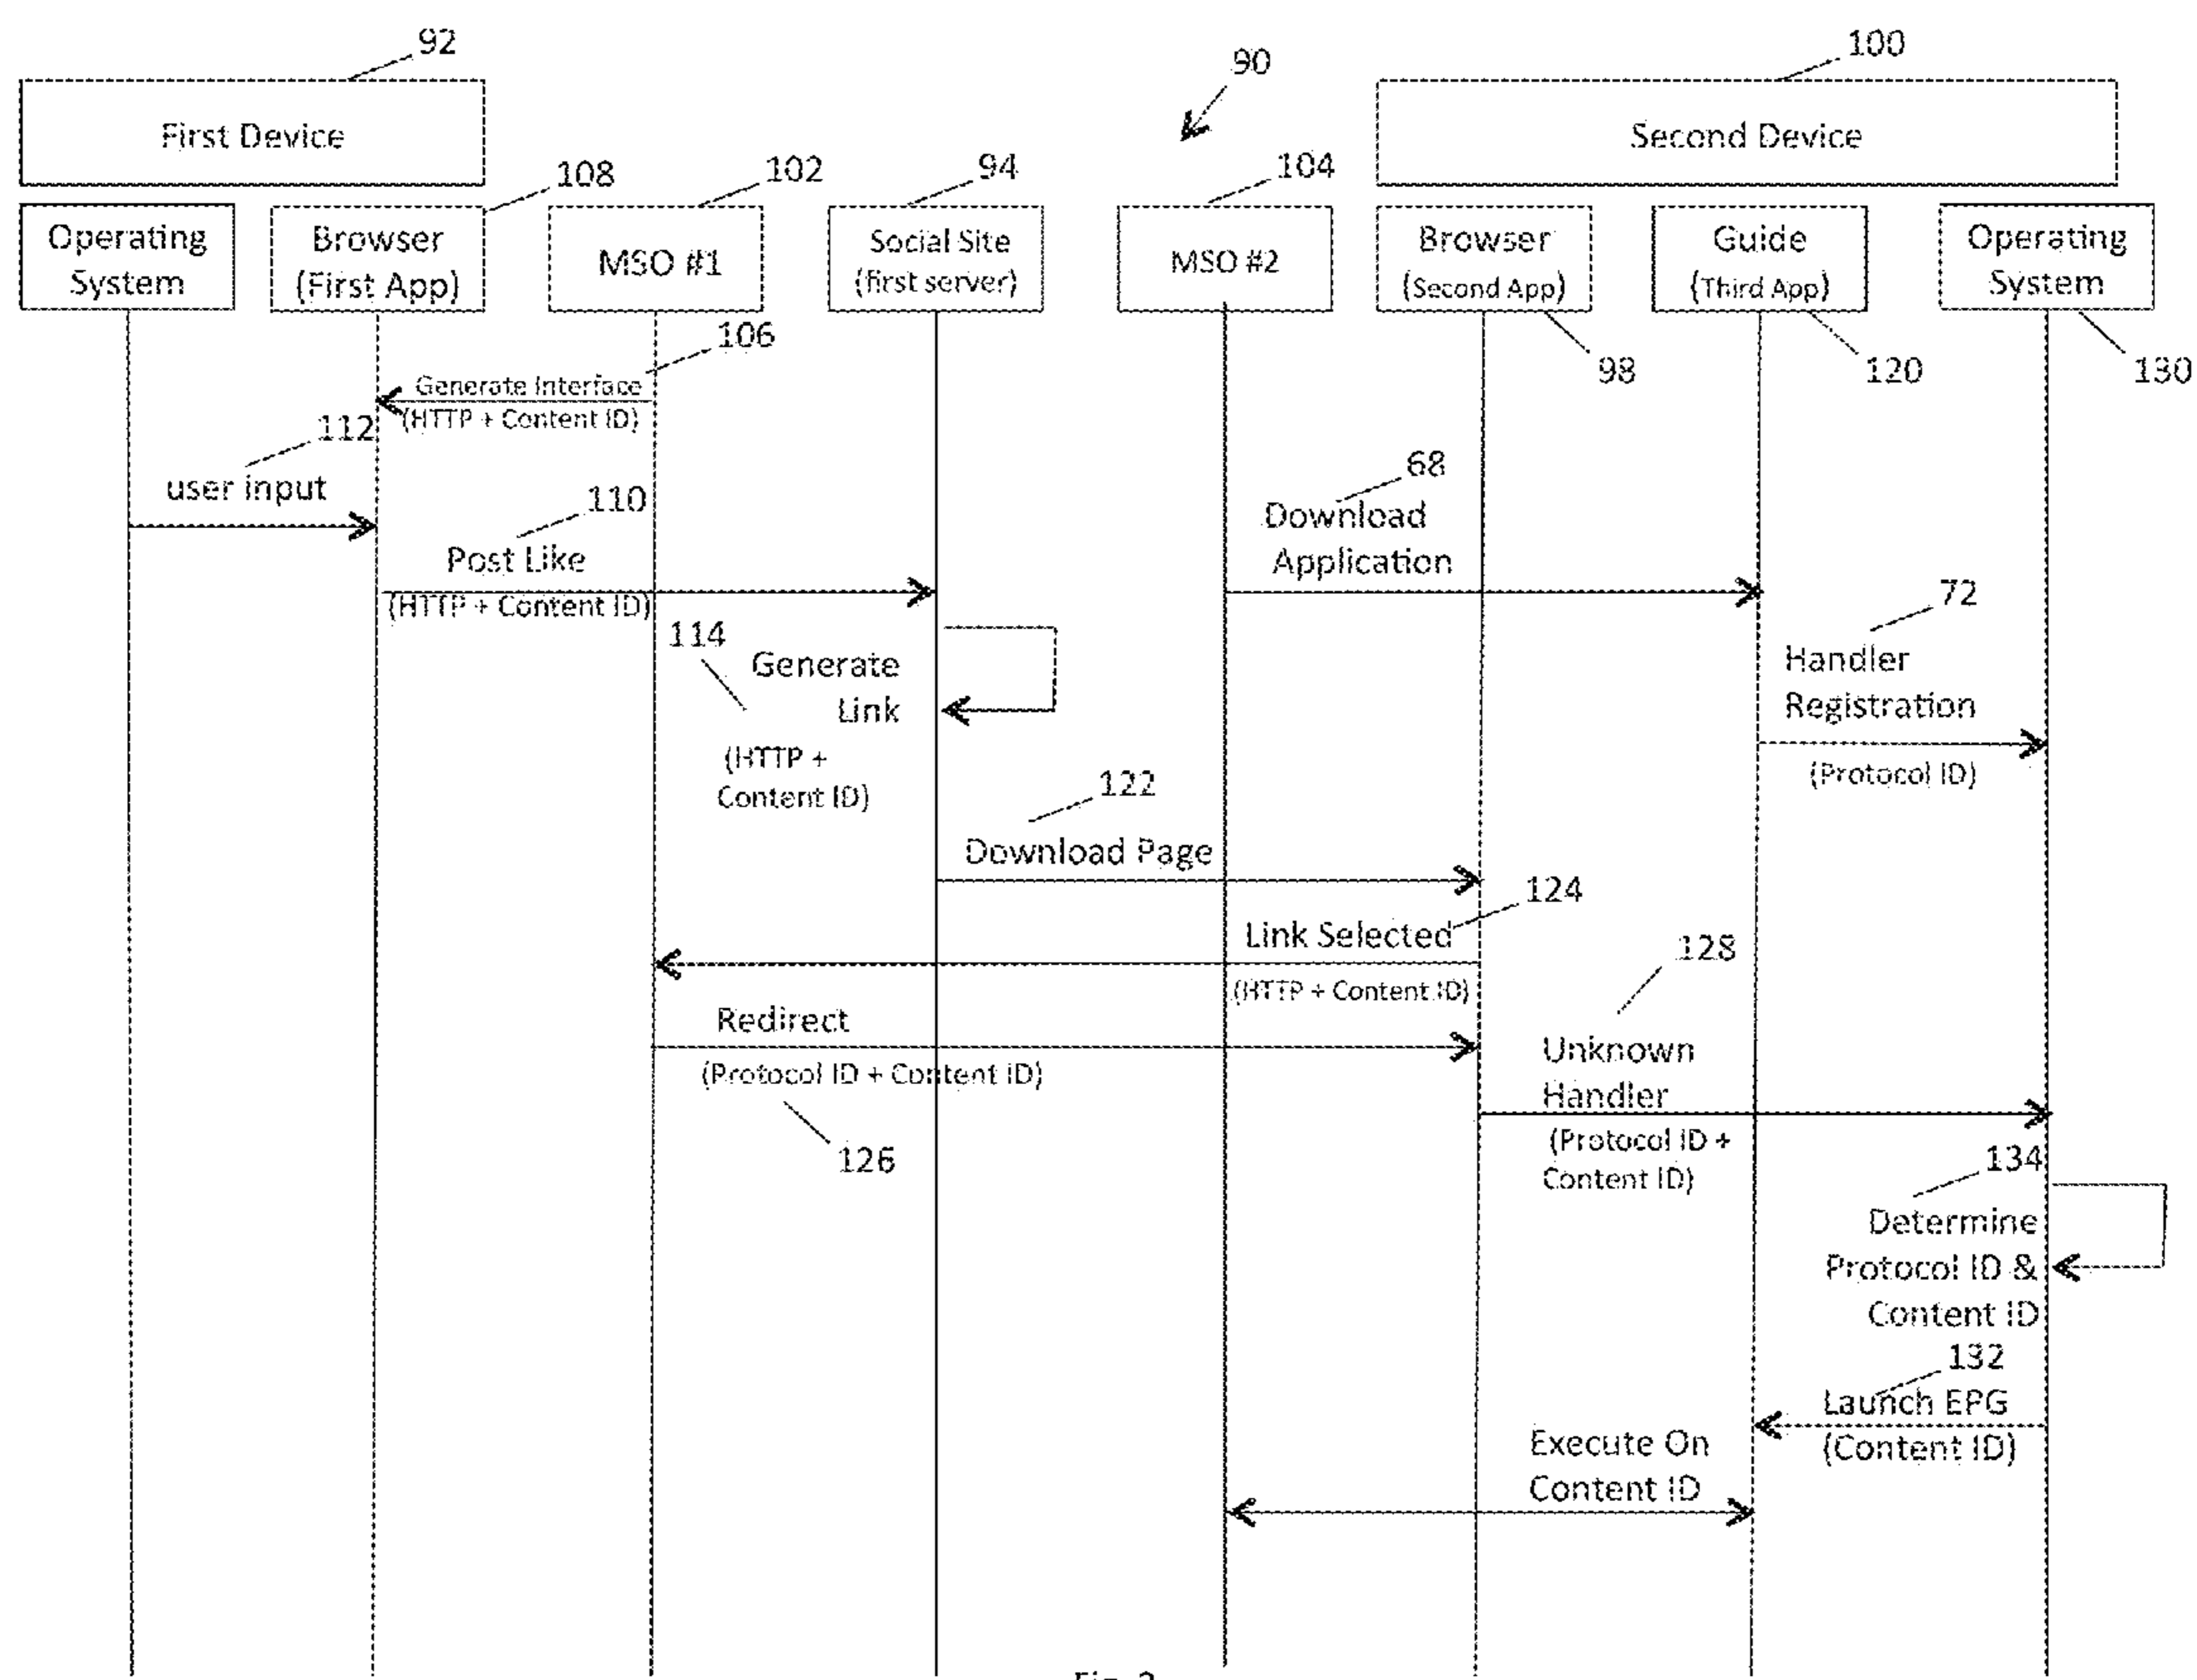 92
100
90
First Device
Second Device
108
102
94
104
Operating
System
Browser
(First App)
MSO #1
Social Site
(first server)
MSO #2
Browser
(Second App)
Guide
(Third App)
Operating
System
106
98
120
130
Generate Interface
(HTTP + Content ID)
112
user input
68
Download
Application
110
Post Like
(HTTP + Content ID)
72
Handler
Registration
(Protocol ID)
114
Generate
Link
(HTTP +
Content ID)
122
Download Page
124
Link Selected
(HTTP + Content ID)
128
Redirect
(Protocol ID + Content ID)
126
Unknown
Handler
(Protocol ID +
Content ID)
134
Determine
Protocol ID &
Content ID
132
Launch EPG
(Content ID)
Execute On
Content ID